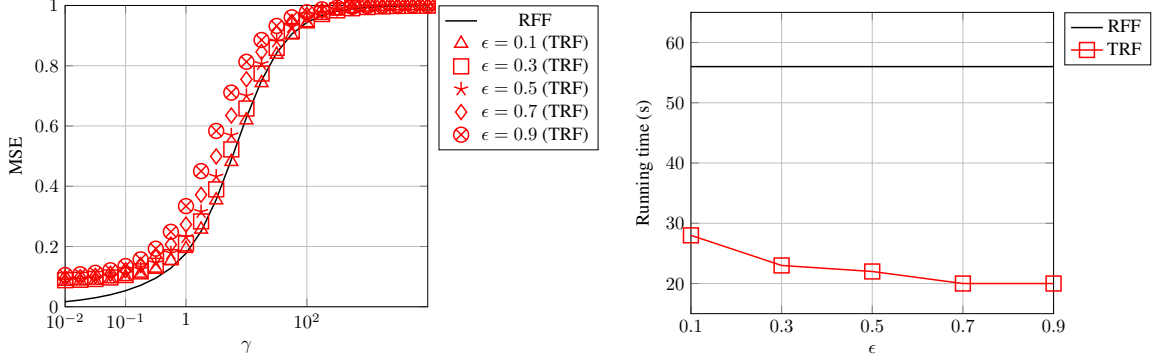 1
0.8
0.6
0.4
0.2
0
MSE
10⁻²
10⁻¹
1
10²
γ
RFF
ϵ = 0.1 (TRF)
ϵ = 0.3 (TRF)
ϵ = 0.5 (TRF)
ϵ = 0.7 (TRF)
ϵ = 0.9 (TRF)
60
50
40
30
20
Running time (s)
0.1
0.3
0.5
0.7
0.9
ϵ
RFF
TRF